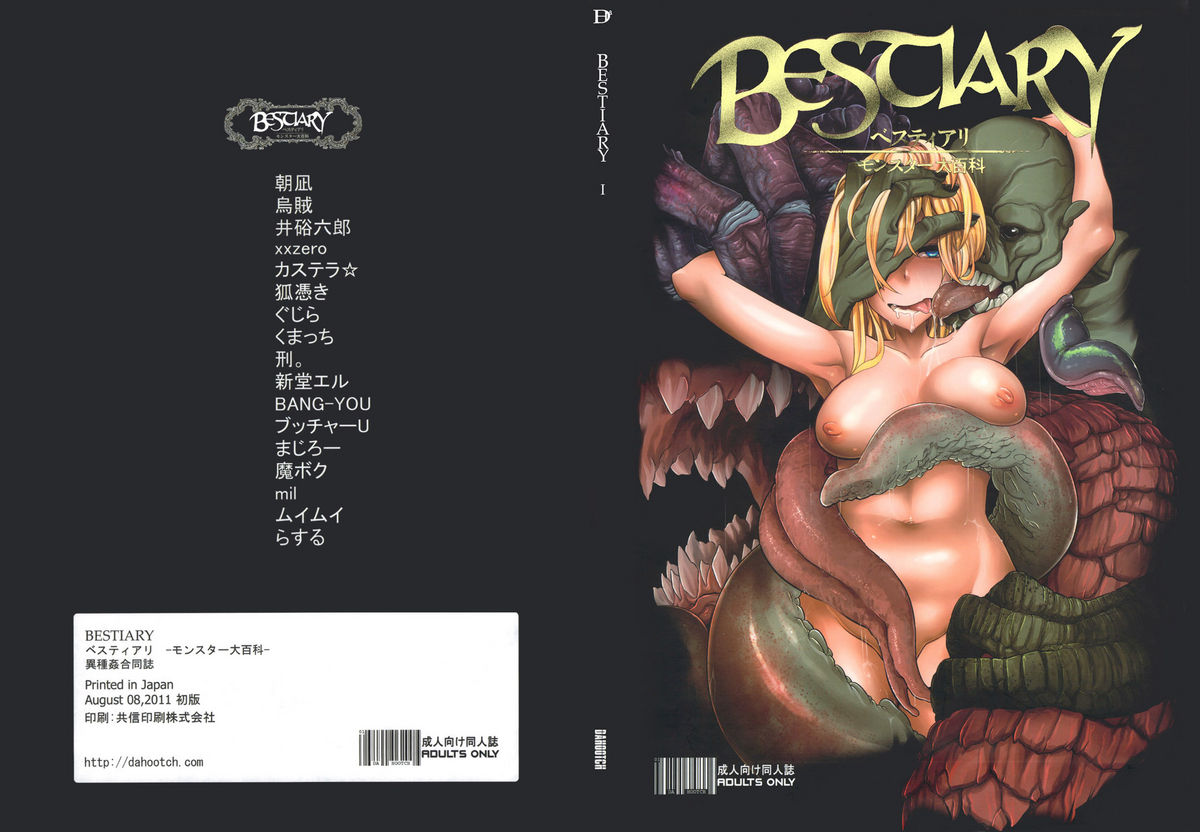 BESTIARY
ベスティアリ
モンスター大百科
朝凪
烏賊
井硲六郎
xxzero
カステラ☆
狐憑き
ぐじら
くまっち
刑。
新堂エル
BANG-YOU
ブッチャーU
まじろー
魔ボク
mil
ムイムイ
らする
BESTIARY
ベスティアリ -モンスター大百科-
異種姦合同誌
Printed in Japan
August 08,2011 初版
印刷：共信印刷株式会社
http://dahootch.com
成人向け同人誌
ADULTS ONLY
DA HOOTCH
BESTIARY
I
DAHOOTCH
BESTIARY
ベスティアリ
モンスター大百科
成人向け同人誌
ADULTS ONLY
DA HOOTCH